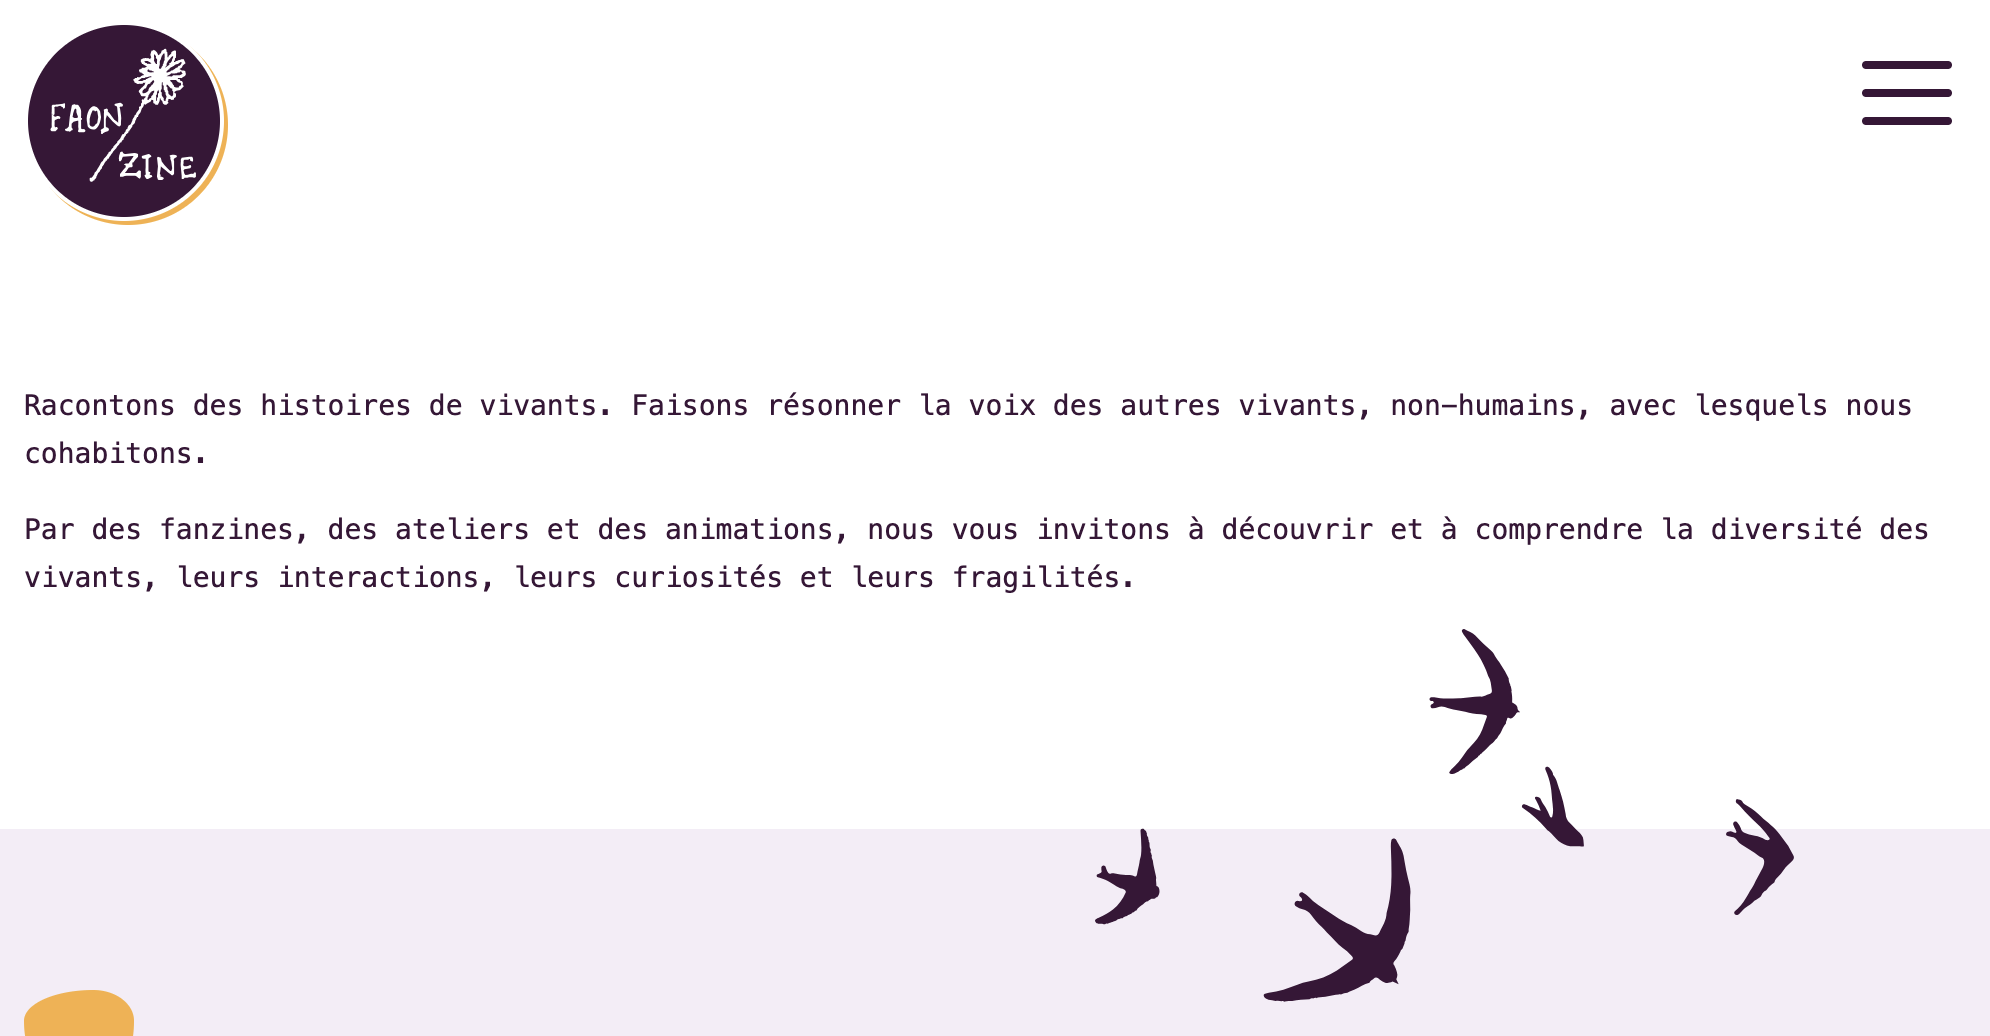 FAON
ZINE
Racontons des histoires de vivants. Faisons résonner la voix des autres vivants, non-humains, avec lesquels nous
cohabitons.
Par des fanzines, des ateliers et des animations, nous vous invitons à découvrir et à comprendre la diversité des
vivants, leurs interactions, leurs curiosités et leurs fragilités.